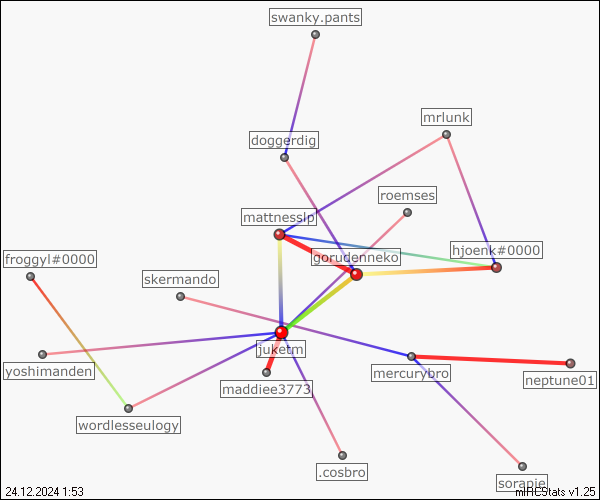 swanky.pants
mrlunk
doggerdig
roemses
mattnesslp
hjoenk#0000
gorudenneko
froggyl#0000
skermando
juketm
yoshimanden
mercurybro
neptune01
maddiee3773
wordlesseulogy
.cosbro
sorapie
24.12.2024 1:53
mIRCStats v1.25